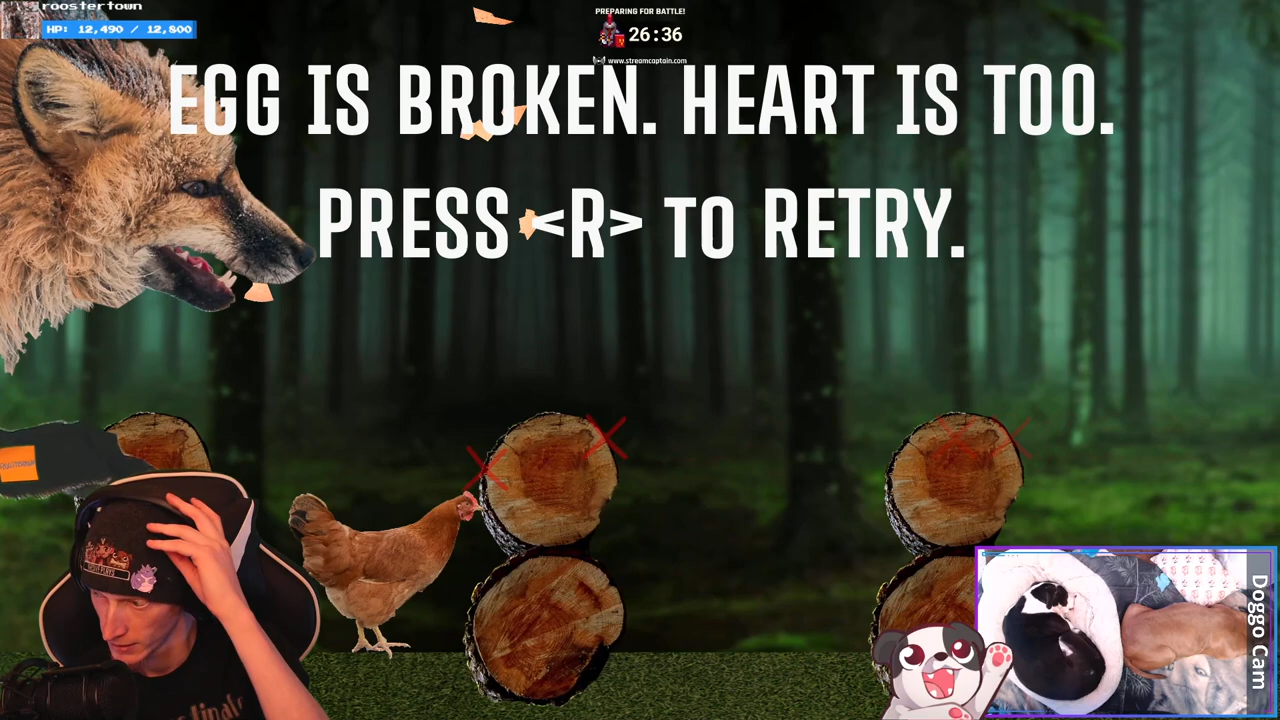 roostertown
HP: 12,490 / 12,800
PREPARING FOR BATTLE!
26:36
www.streamcaptain.com
EGG IS BROKEN. HEART IS TOO.
PRESS <R> TO RETRY.
Doggo Cam